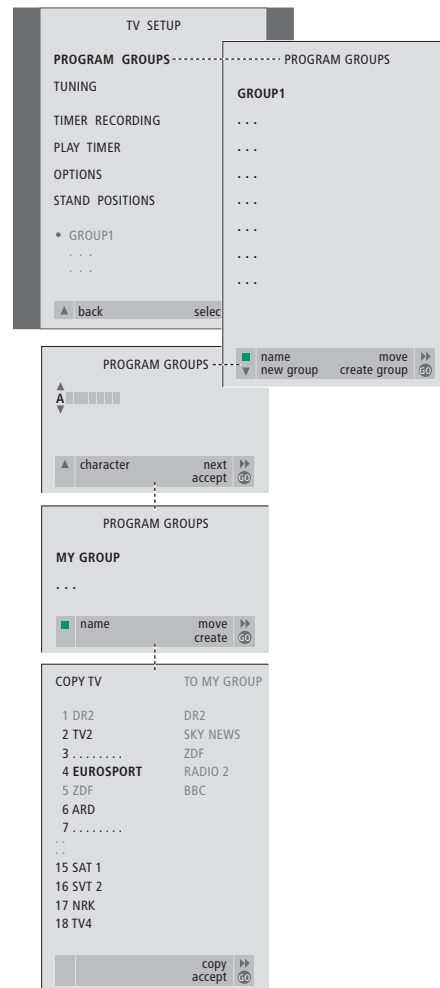 TV SETUP
PROGRAM GROUPS
TUNING
TIMER RECORDING
PLAY TIMER
OPTIONS
STAND POSITIONS
• GROUP1
. . .
. . .
▲ back selec
PROGRAM GROUPS
GROUP1
. . .
. . .
. . .
. . .
. . .
. . .
. . .
name move
▼ new group create group GO
PROGRAM GROUPS
A
▲ character next
accept GO
PROGRAM GROUPS
MY GROUP
. . .
name move
create GO
COPY TV TO MY GROUP
1 DR2 DR2
2 TV2 SKY NEWS
3 . . . . . . . . ZDF
4 EUROSPORT RADIO 2
5 ZDF BBC
6 ARD
7 . . . . . . . .
. .
. .
15 SAT 1
16 SVT 2
17 NRK
18 TV4
copy
accept GO